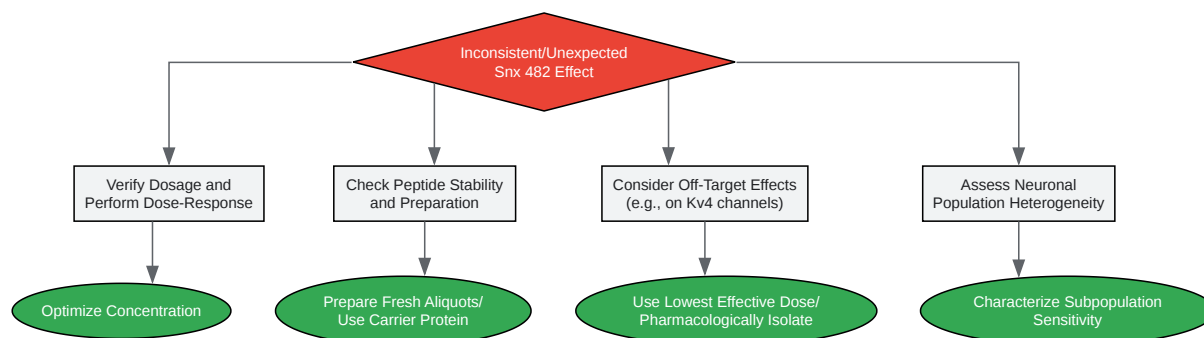 Inconsistent/Unexpected
Snx 482 Effect
Verify Dosage and
Perform Dose-Response
Check Peptide Stability
and Preparation
Consider Off-Target Effects
(e.g., on Kv4 channels)
Assess Neuronal
Population Heterogeneity
Optimize Concentration
Prepare Fresh Aliquots/
Use Carrier Protein
Use Lowest Effective Dose/
Pharmacologically Isolate
Characterize Subpopulation
Sensitivity